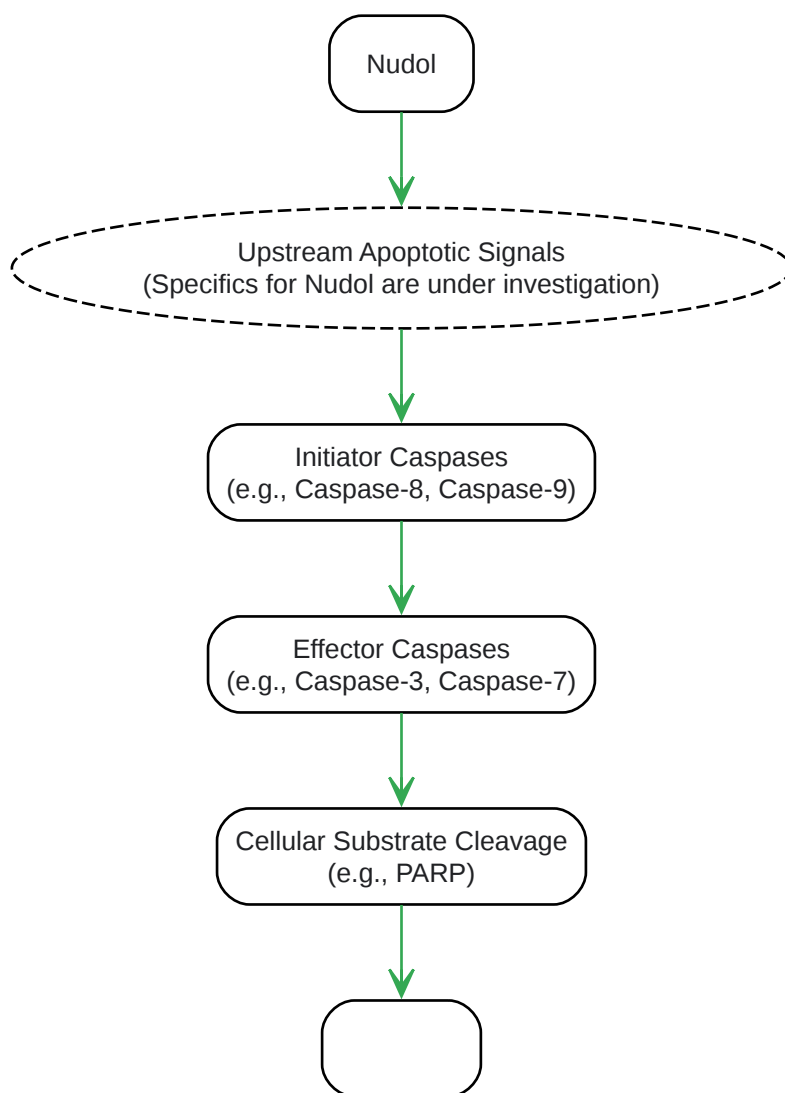 Nudol
Upstream Apoptotic Signals
(Specifics for Nudol are under investigation)
Initiator Caspases
(e.g., Caspase-8, Caspase-9)
Effector Caspases
(e.g., Caspase-3, Caspase-7)
Cellular Substrate Cleavage
(e.g., PARP)